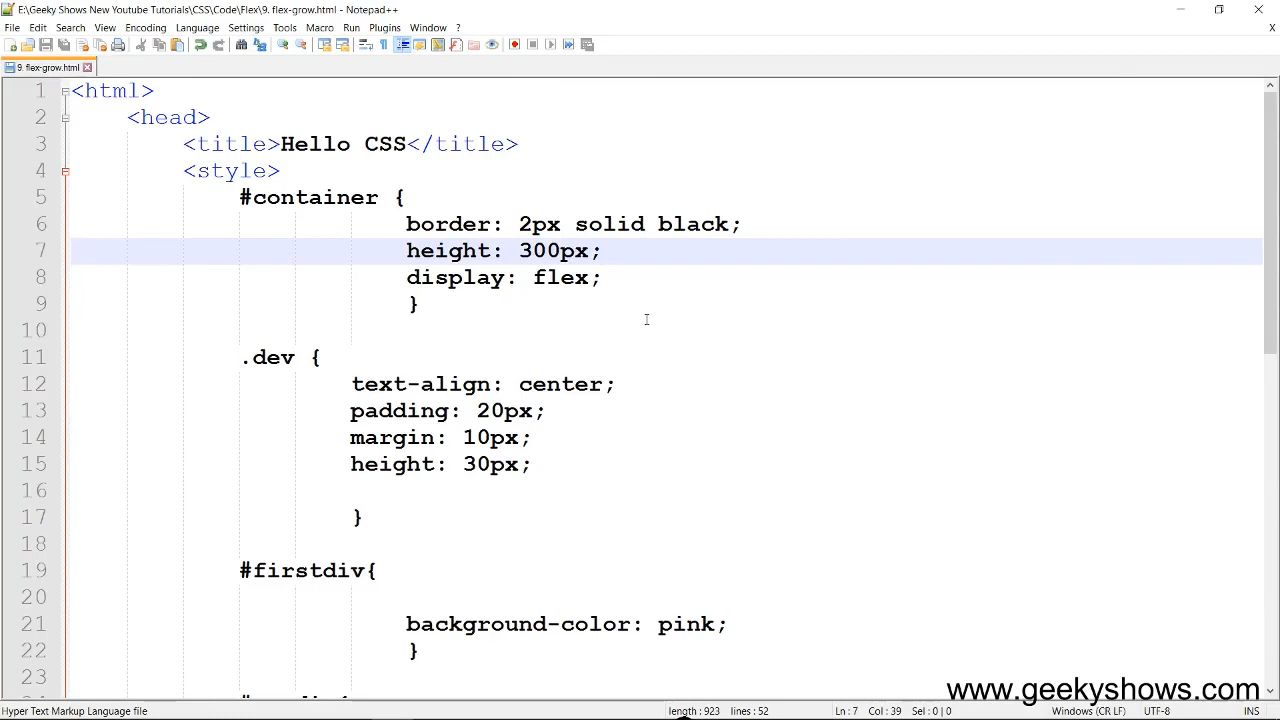 E:\Geeky Shows New Youtube Tutorials\CSS\Code\Flex\9. flex-grow.html - Notepad++
File Edit Search View Encoding Language Settings Tools Macro Run Plugins Window ? X
9. flex-grow.html
1 <html>
2 <head>
3 <title>Hello CSS</title>
4 <style>
5 #container {
6 border: 2px solid black;
7 height: 300px;
8 display: flex;
9 }
10
11 .dev {
12 text-align: center;
13 padding: 20px;
14 margin: 10px;
15 height: 30px;
16
17 }
18
19 #firstdiv{
20
21 background-color: pink;
22 }
23
www.geekyshows.com
Hyper Text Markup Language file length : 923 lines : 52 Ln : 7 Col : 39 Sel : 0 | 0 Windows (CR LF) UTF-8 INS